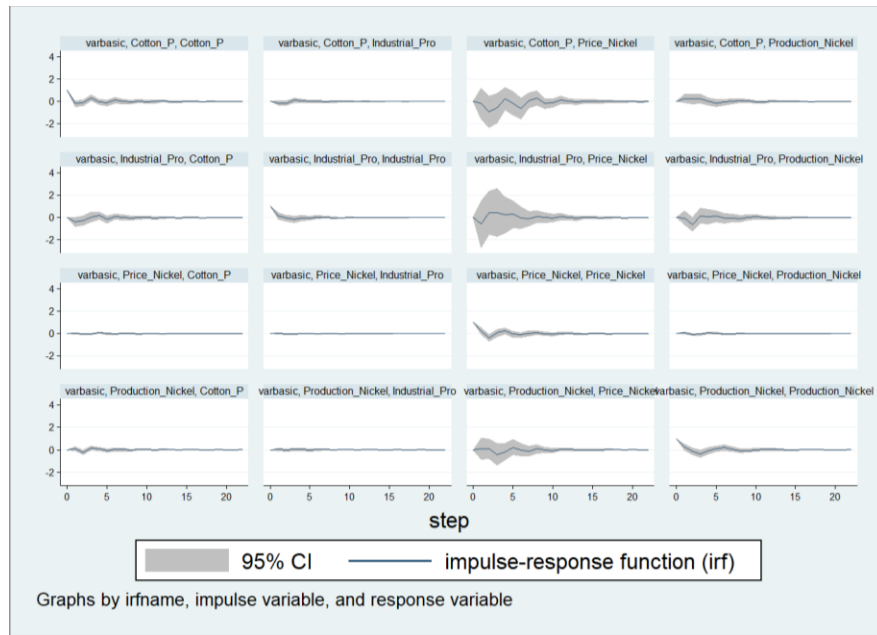 varbasic, Cotton_P, Cotton_P
varbasic, Cotton_P, Industrial_Pro
varbasic, Cotton_P, Price_Nickel
varbasic, Cotton_P, Production_Nickel
4
2
0
-2
varbasic, Industrial_Pro, Cotton_P
varbasic, Industrial_Pro, Industrial_Pro
varbasic, Industrial_Pro, Price_Nickel
varbasic, Industrial_Pro, Production_Nickel
4
2
0
-2
varbasic, Price_Nickel, Cotton_P
varbasic, Price_Nickel, Industrial_Pro
varbasic, Price_Nickel, Price_Nickel
varbasic, Price_Nickel, Production_Nickel
4
2
0
-2
varbasic, Production_Nickel, Cotton_P
varbasic, Production_Nickel, Industrial_Pro
varbasic, Production_Nickel, Price_Nickel
varbasic, Production_Nickel, Production_Nickel
4
2
0
-2
0 5 10 15 20
0 5 10 15 20
0 5 10 15 20
0 5 10 15 20
step
95% CI
impulse-response function (irf)
Graphs by irfname, impulse variable, and response variable